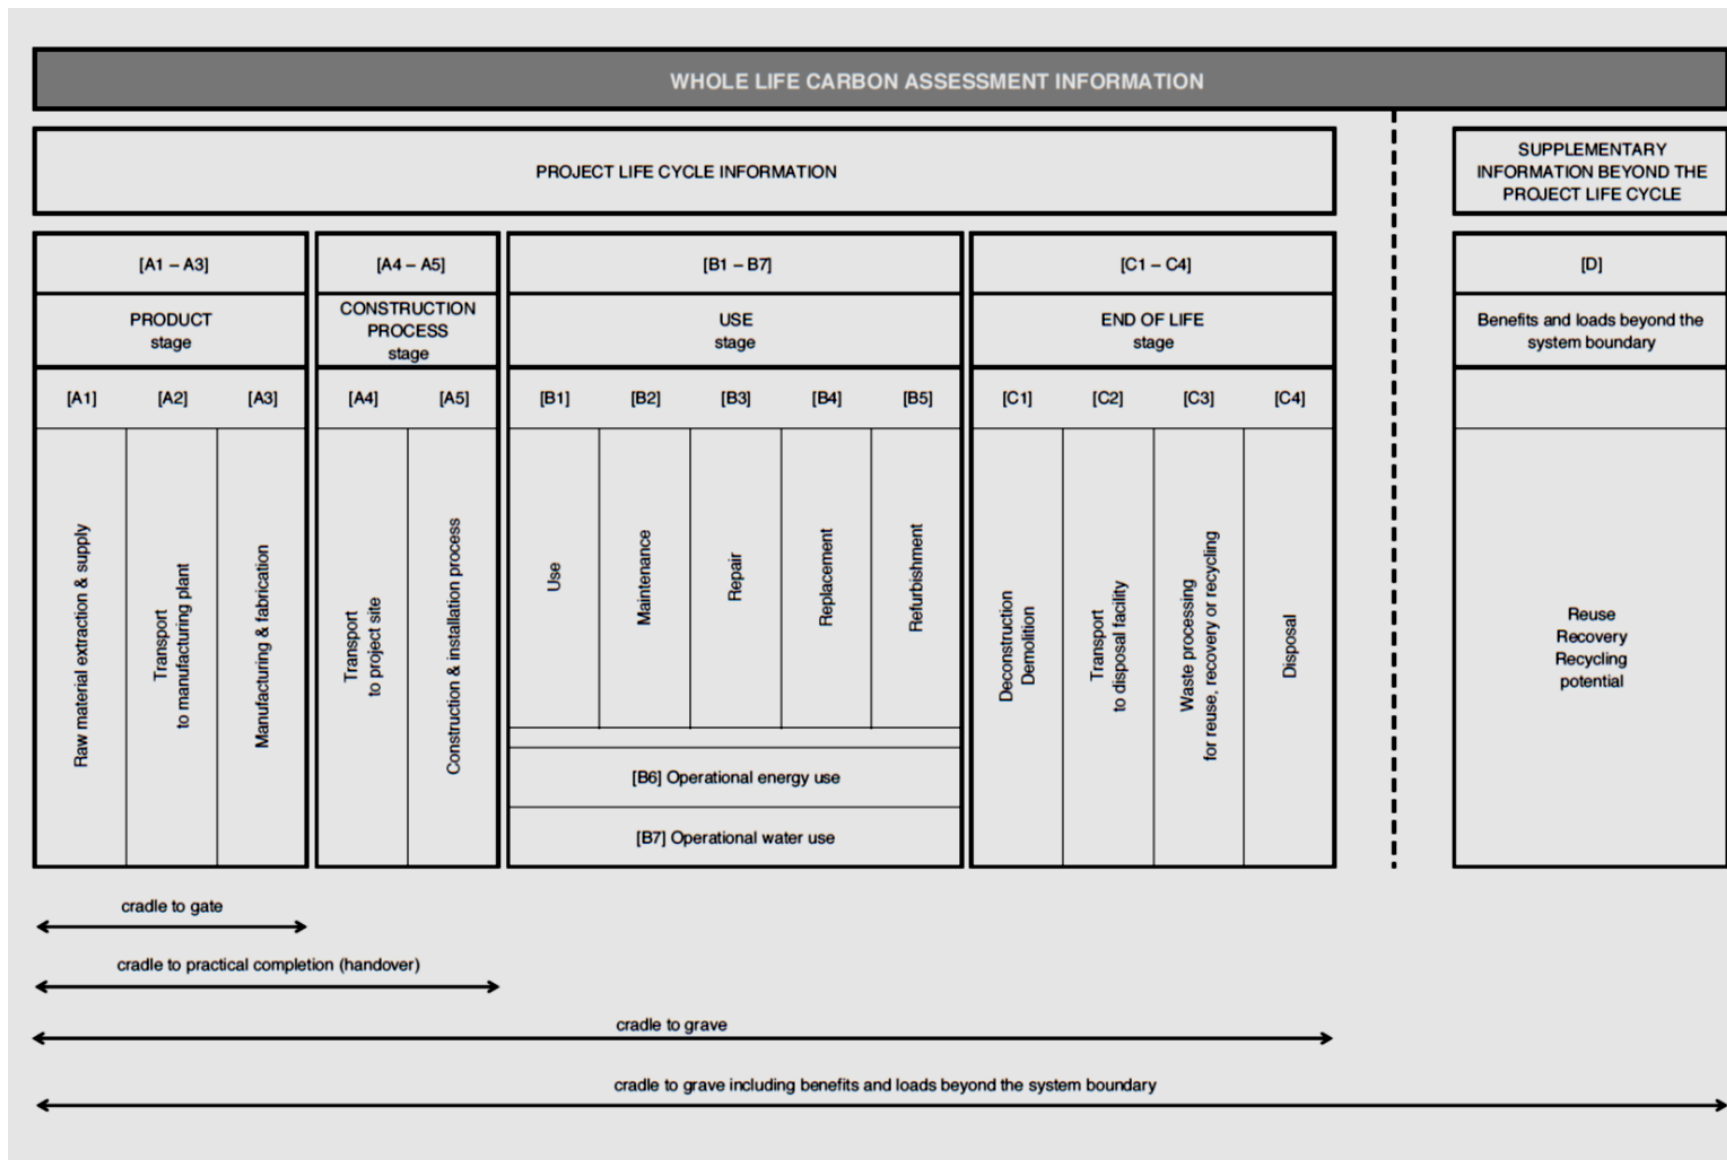 WHOLE LIFE CARBON ASSESSMENT INFORMATION
PROJECT LIFE CYCLE INFORMATION
SUPPLEMENTARY
INFORMATION BEYOND THE
PROJECT LIFE CYCLE
[A1 – A3]
PRODUCT
stage
[A1]
[A2]
[A3]
Raw material extraction & supply
Transport
to manufacturing plant
Manufacturing & fabrication
[A4 – A5]
CONSTRUCTION
PROCESS
stage
[A4]
[A5]
Transport
to project site
Construction & installation process
[B1 – B7]
USE
stage
[B1]
[B2]
[B3]
[B4]
[B5]
Use
Maintenance
Repair
Replacement
Refurbishment
[B6] Operational energy use
[B7] Operational water use
[C1 – C4]
END OF LIFE
stage
[C1]
[C2]
[C3]
[C4]
Deconstruction
Demolition
Transport
to disposal facility
Waste processing
for reuse, recovery or recycling
Disposal
[D]
Benefits and loads beyond the
system boundary
Reuse
Recovery
Recycling
potential
cradle to gate
cradle to practical completion (handover)
cradle to grave
cradle to grave including benefits and loads beyond the system boundary